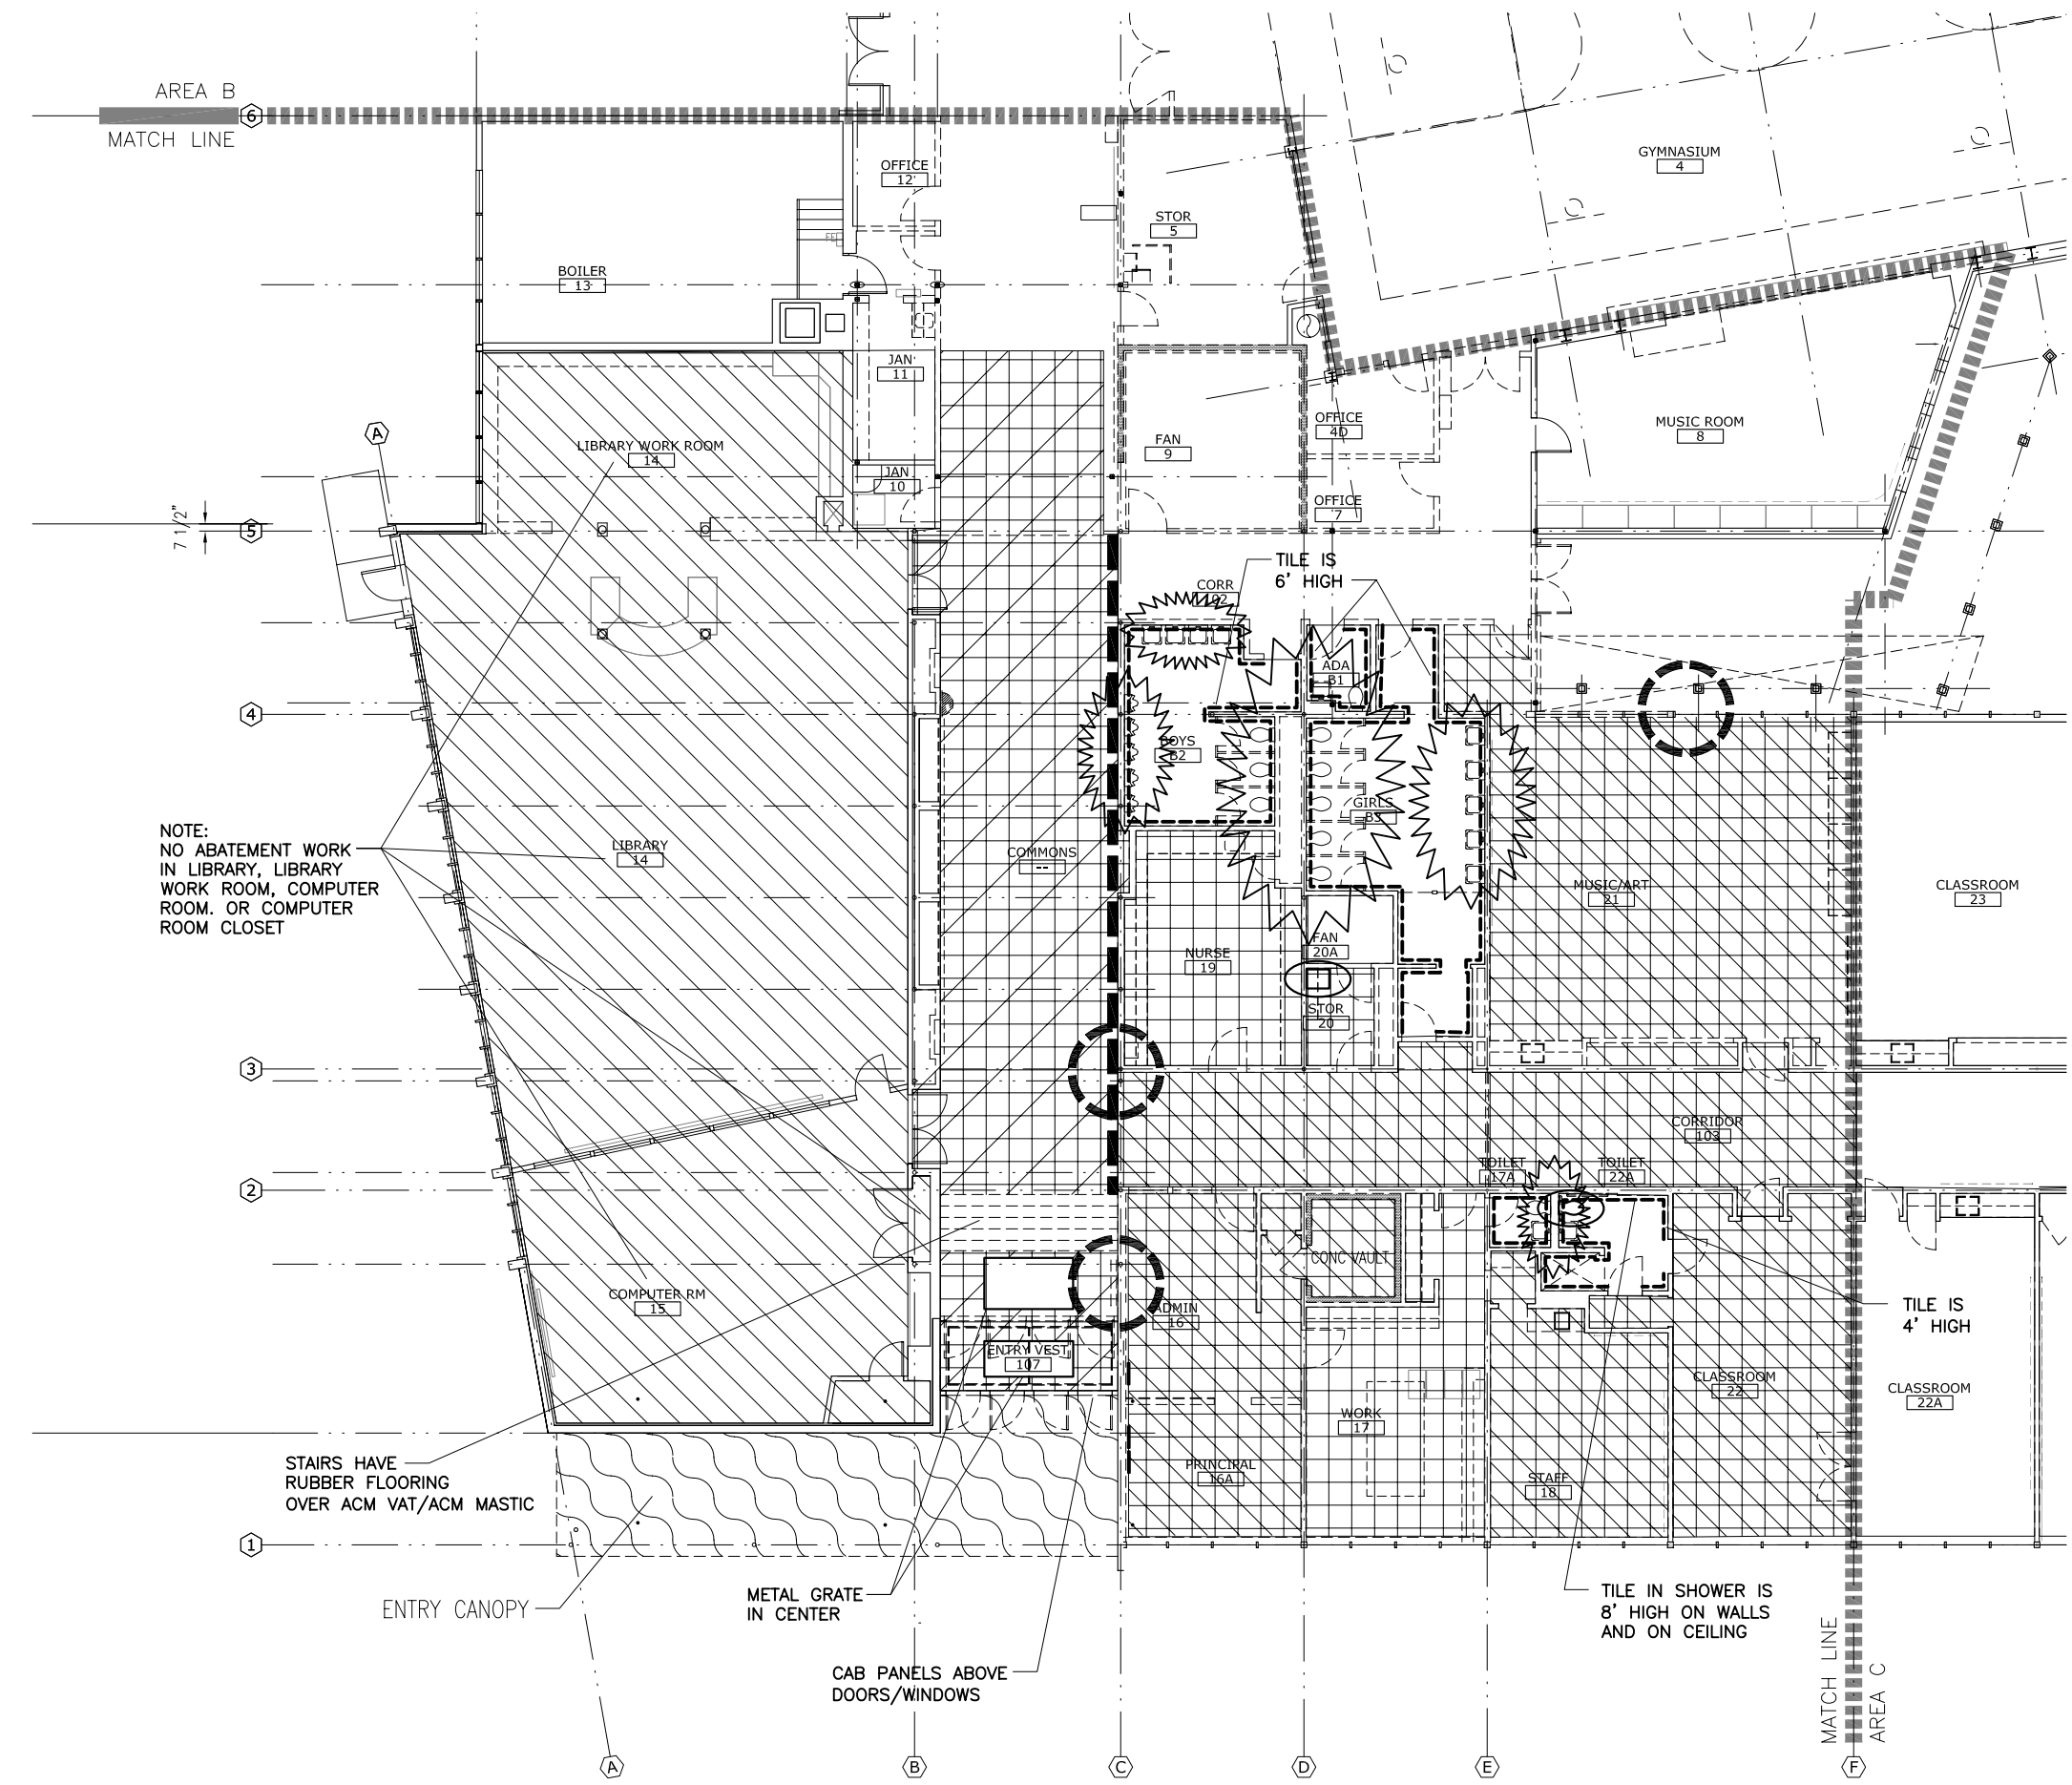 AREA B
6
MATCH LINE
OFFICE
12
GYMNASIUM
4
STOR
5
FE
BOILER
13
JAN
11
OFFICE
4D
MUSIC ROOM
8
A
LIBRARY WORK ROOM
14
FAN
9
JAN
10
OFFICE
7
7 1/2"
5
TILE IS
6' HIGH
CORR
102
ADA
B1
4
BOYS
B2
GIRLS
B3
NOTE:
NO ABATEMENT WORK
IN LIBRARY, LIBRARY
WORK ROOM, COMPUTER
ROOM. OR COMPUTER
ROOM CLOSET
LIBRARY
14
COMMONS
--
MUSIC/ART
21
CLASSROOM
23
FAN
20A
NURSE
19
STOR
20
3
CORRIDOR
103
TOILET
17A
TOILET
22A
2
CONC VAULT
COMPUTER RM
15
ADMIN
16
TILE IS
4' HIGH
ENTRY VEST
107
CLASSROOM
22
CLASSROOM
22A
WORK
17
STAIRS HAVE
RUBBER FLOORING
OVER ACM VAT/ACM MASTIC
PRINCIPAL
16A
STAFF
18
1
ENTRY CANOPY
METAL GRATE
IN CENTER
TILE IN SHOWER IS
8' HIGH ON WALLS
AND ON CEILING
CAB PANELS ABOVE
DOORS/WINDOWS
MATCH LINE
AREA C
A
B
C
D
E
F